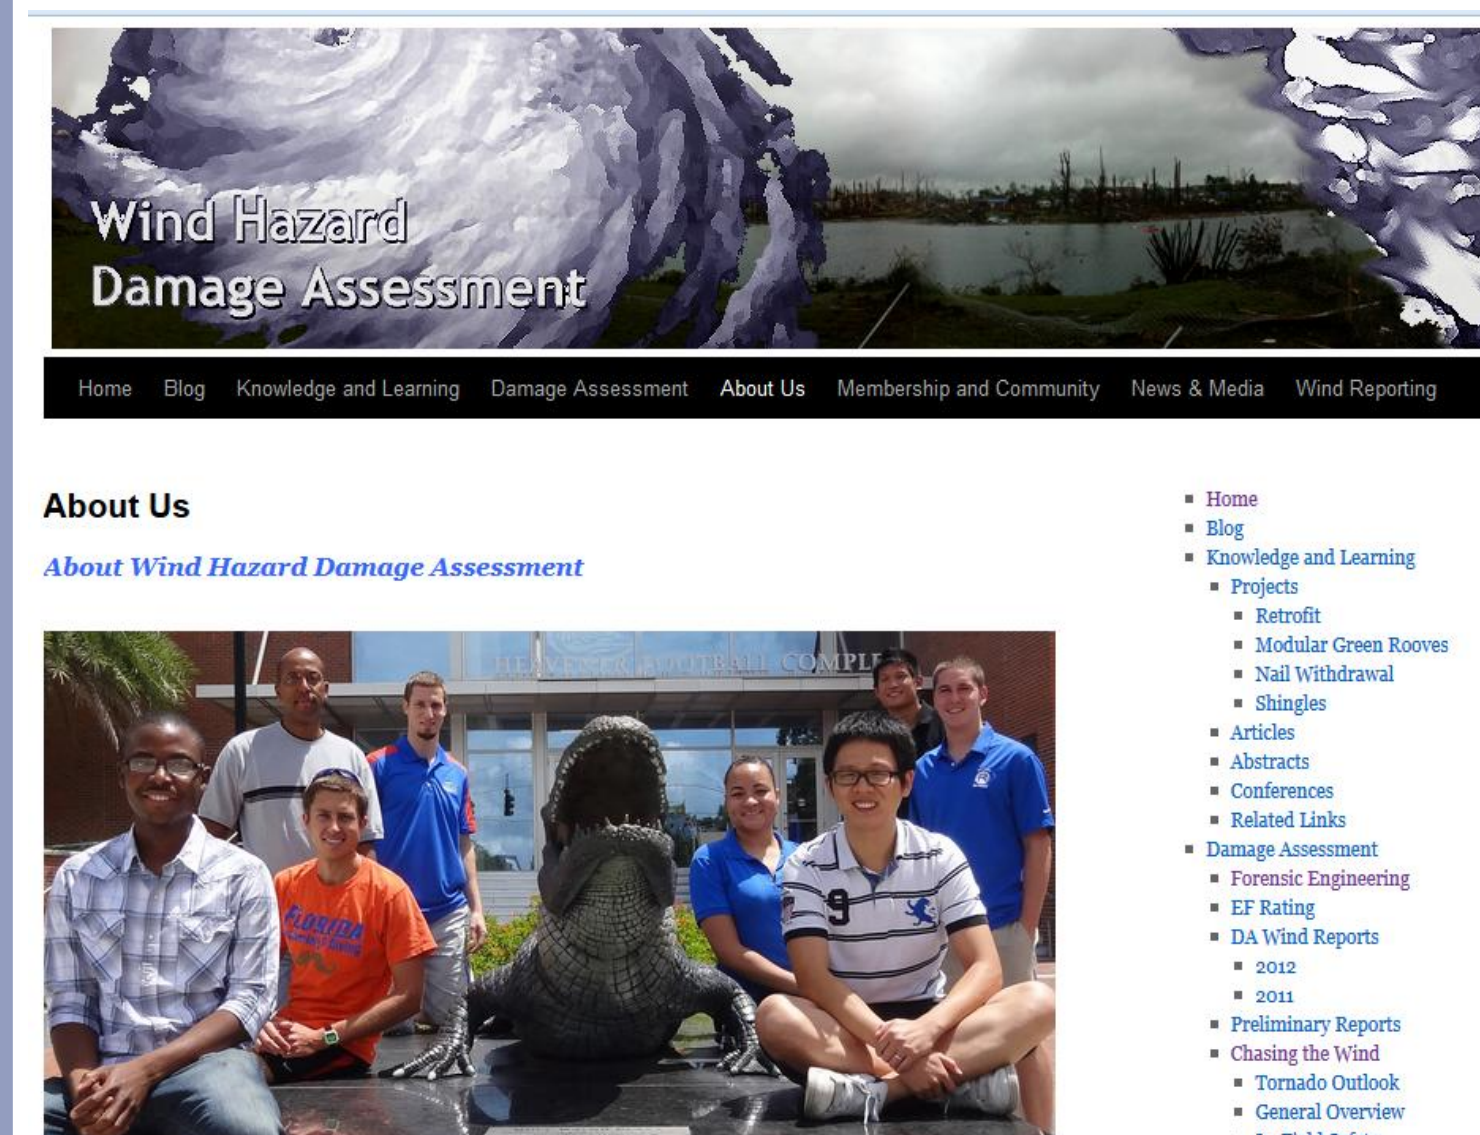 Wind Hazard
Damage Assessment
Home Blog Knowledge and Learning Damage Assessment About Us Membership and Community News & Media Wind Reporting
About Us
About Wind Hazard Damage Assessment
HEAVENER FOOTBALL COMPLE
FLORIDA
9
Home
Blog
Knowledge and Learning
Projects
Retrofit
Modular Green Rooves
Nail Withdrawal
Shingles
Articles
Abstracts
Conferences
Related Links
Damage Assessment
Forensic Engineering
EF Rating
DA Wind Reports
2012
2011
Preliminary Reports
Chasing the Wind
Tornado Outlook
General Overview